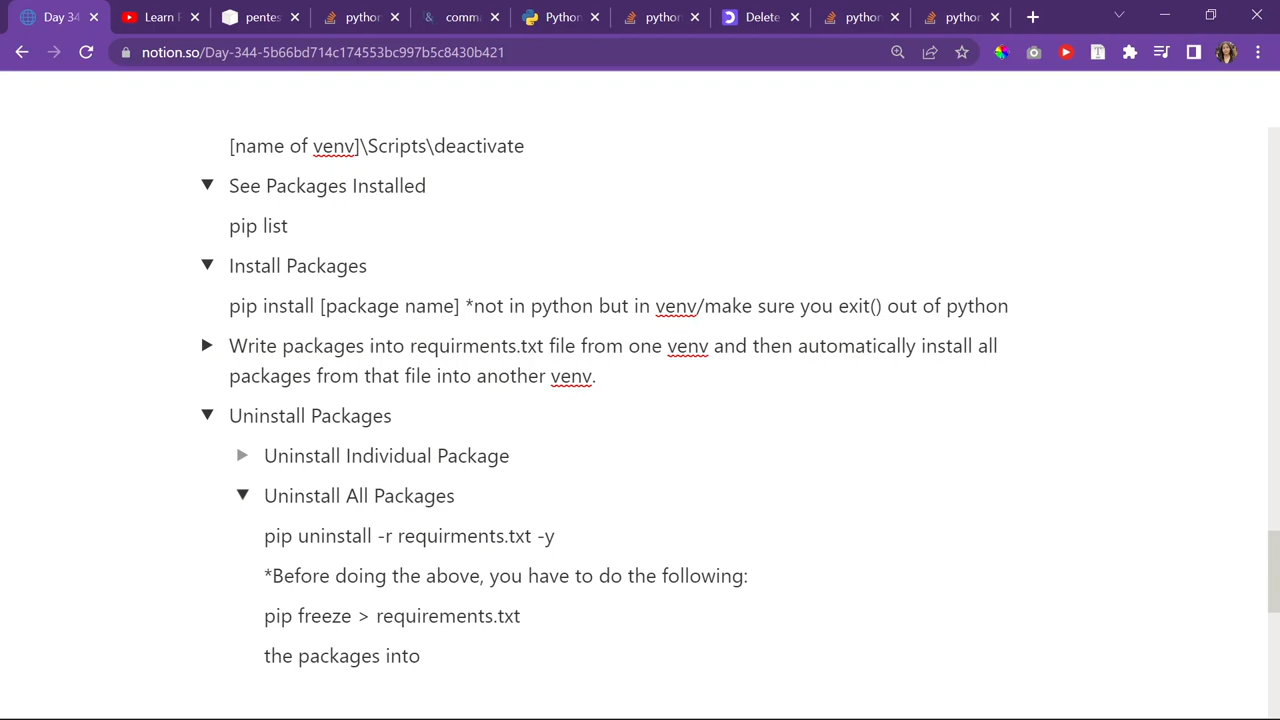 Day 34
Learn
pentes
python
comma
Python
python
Delete
python
python
notion.so/Day-344-5b66bd714c174553bc997b5c8430b421
[name of venv]\Scripts\deactivate
See Packages Installed
pip list
Install Packages
pip install [package name] *not in python but in venv/make sure you exit() out of python
Write packages into requirments.txt file from one venv and then automatically install all
packages from that file into another venv.
Uninstall Packages
Uninstall Individual Package
Uninstall All Packages
pip uninstall -r requirments.txt -y
*Before doing the above, you have to do the following:
pip freeze > requirements.txt
the packages into